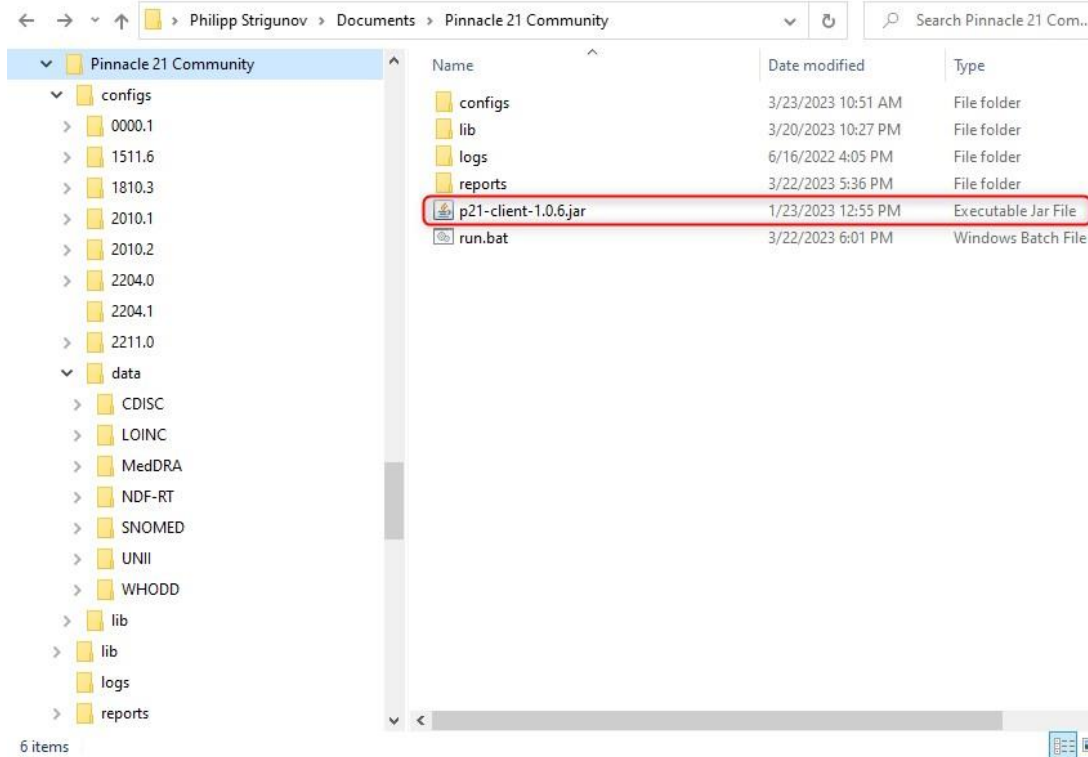 Philipp Strigunov > Documents > Pinnacle 21 Community
Search Pinnacle 21 Com...
Pinnacle 21 Community
configs
0000.1
1511.6
1810.3
2010.1
2010.2
2204.0
2204.1
2211.0
data
CDISC
LOINC
MedDRA
NDF-RT
SNOMED
UNII
WHODD
lib
lib
logs
reports
Name Date modified Type
configs 3/23/2023 10:51 AM File folder
lib 3/20/2023 10:27 PM File folder
logs 6/16/2022 4:05 PM File folder
reports 3/22/2023 5:36 PM File folder
p21-client-1.0.6.jar 1/23/2023 12:55 PM Executable Jar File
run.bat 3/22/2023 6:01 PM Windows Batch File
6 items